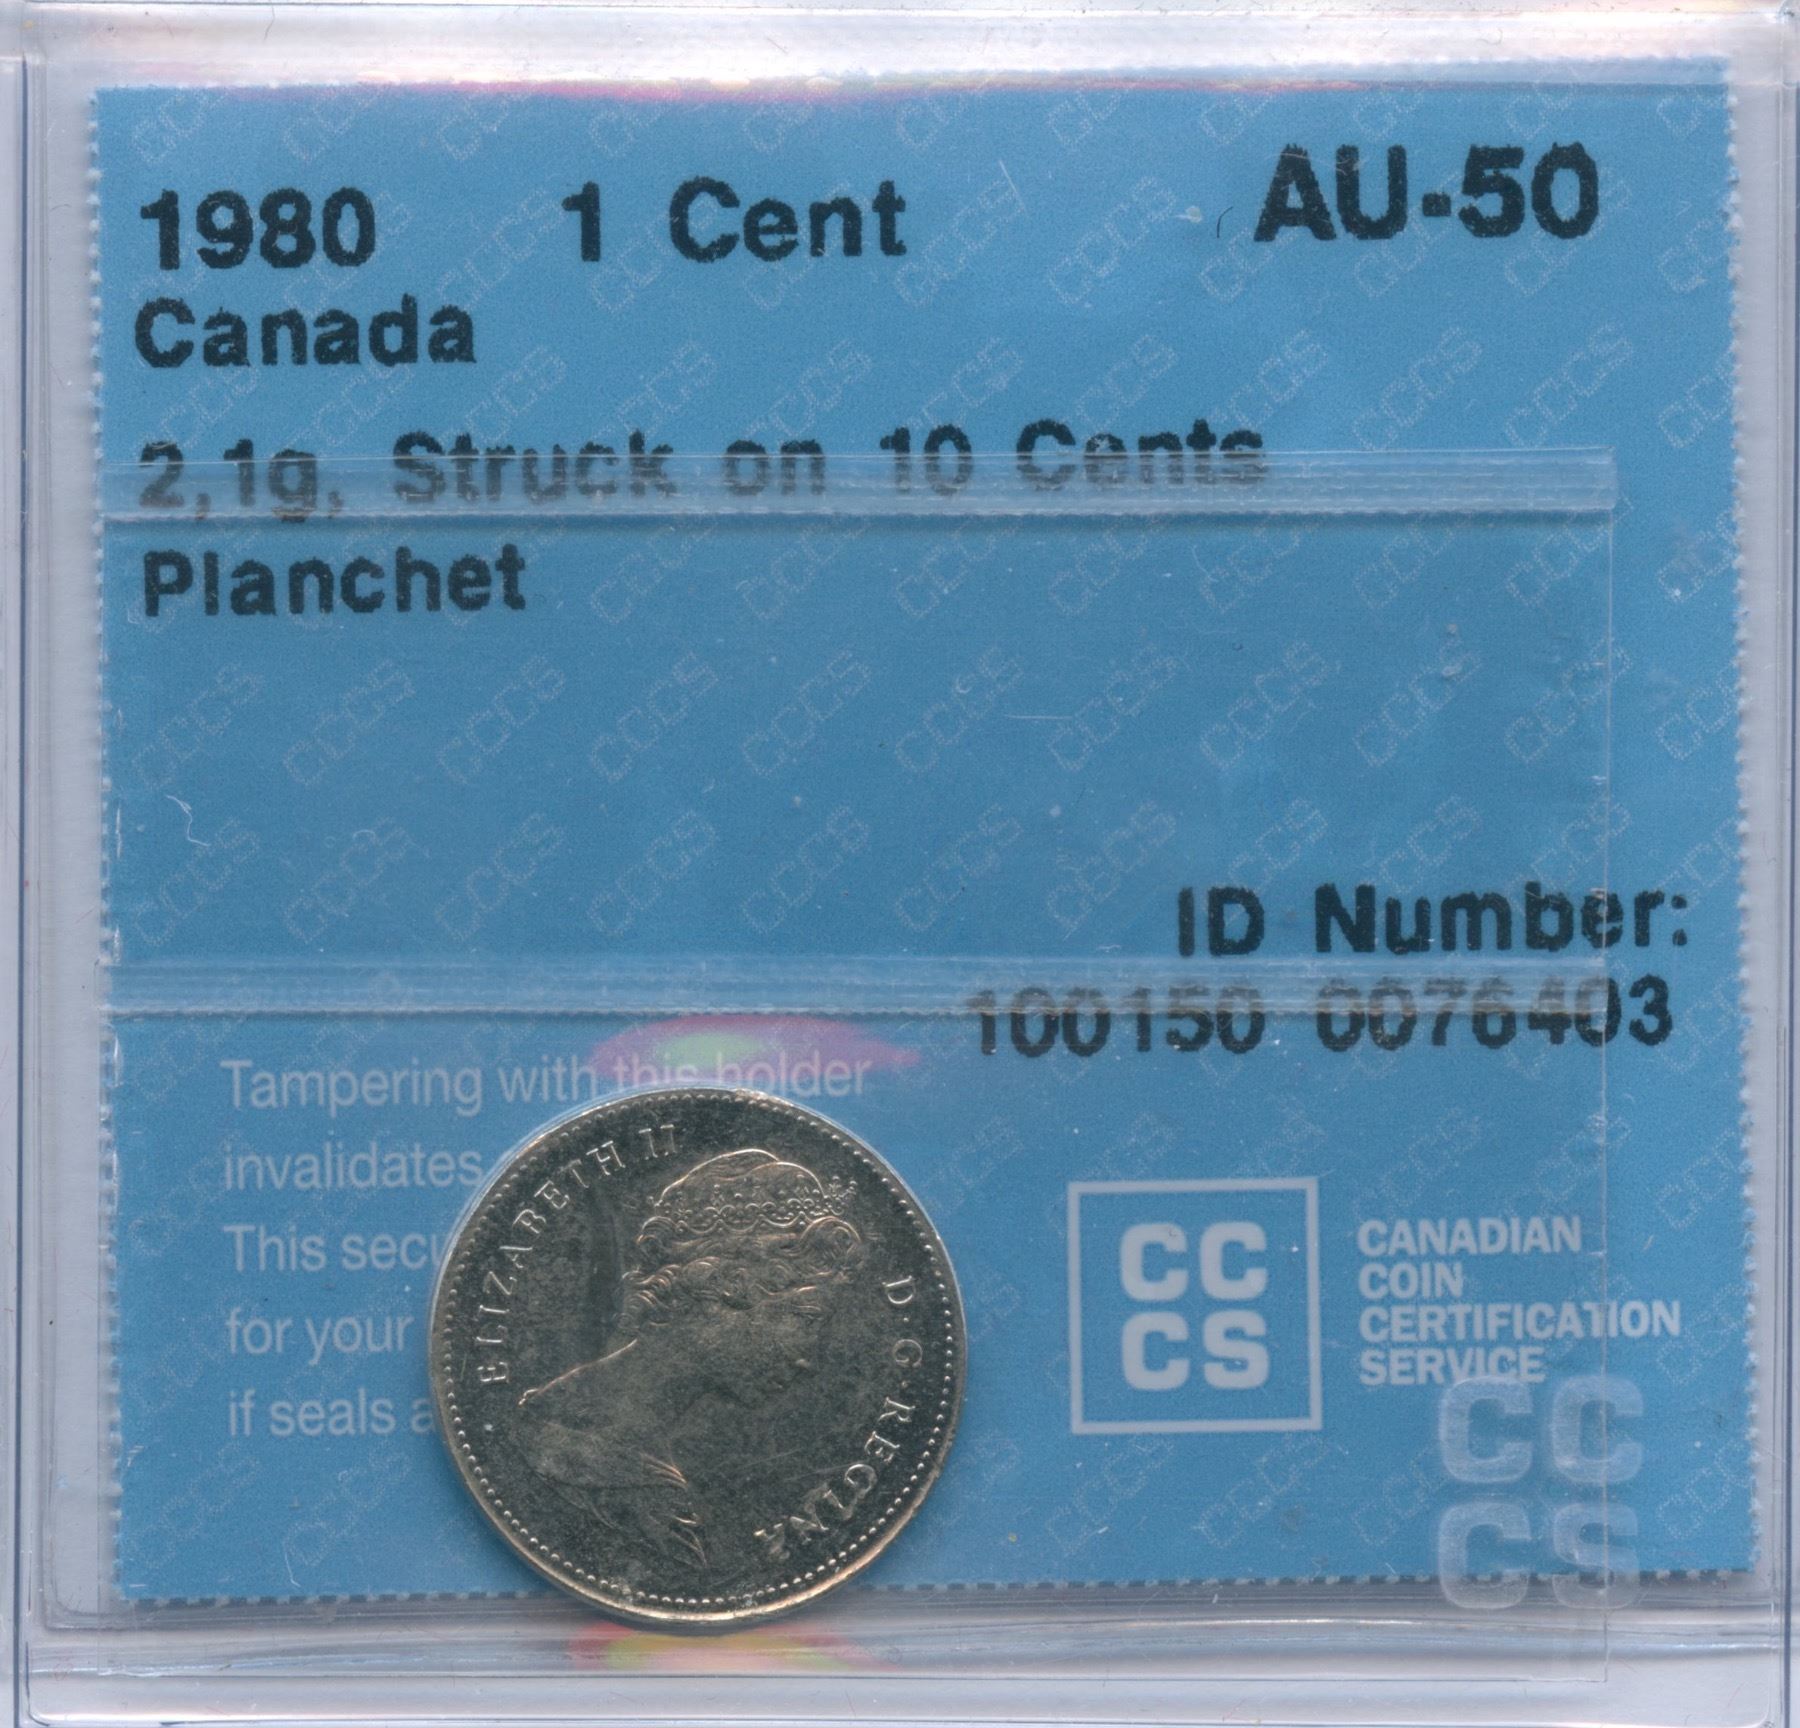 1980 1 Cent AU-50
Canada
2,1g, Struck on 10 Cents
Planchet
ID Number:
100150 0076403
Tampering with this holder
invalidates
This secu
for your
if seals a
ELIZABETH II D·G·REGINA
CC
CS
CANADIAN
COIN
CERTIFICATION
SERVICE
CC
CS